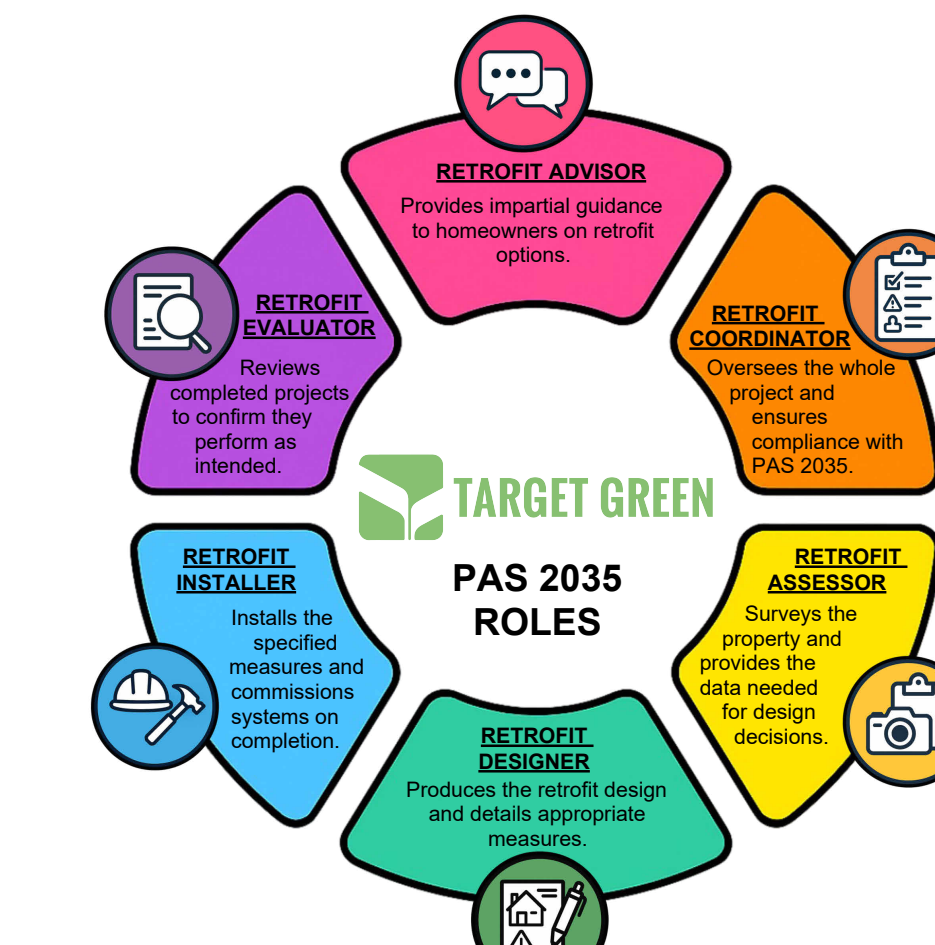 RETROFIT ADVISOR
Provides impartial guidance
to homeowners on retrofit
options.
RETROFIT
COORDINATOR
Oversees the whole
project and
ensures
compliance with
PAS 2035.
RETROFIT
ASSESSOR
Surveys the
property and
provides the
data needed
for design
decisions.
RETROFIT
DESIGNER
Produces the retrofit design
and details appropriate
measures.
RETROFIT
INSTALLER
Installs the
specified
measures and
commissions
systems on
completion.
RETROFIT
EVALUATOR
Reviews
completed projects
to confirm they
perform as
intended.
TARGET GREEN
PAS 2035
ROLES